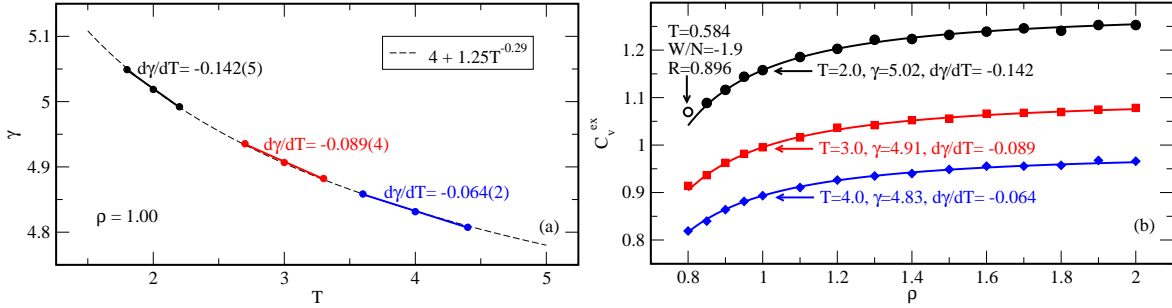 5.1
5
4.9
4.8
γ
2
3
4
5
T
dγ/dT= -0.142(5)
dγ/dT= -0.089(4)
dγ/dT= -0.064(2)
4 + 1.25T^-0.29
ρ = 1.00
(a)
1.2
1.1
1
0.9
0.8
C_v^ex
0.8
1
1.2
1.4
1.6
1.8
2
ρ
T=0.584
W/N=-1.9
R=0.896
T=2.0, γ=5.02, dγ/dT= -0.142
T=3.0, γ=4.91, dγ/dT= -0.089
T=4.0, γ=4.83, dγ/dT= -0.064
(b)